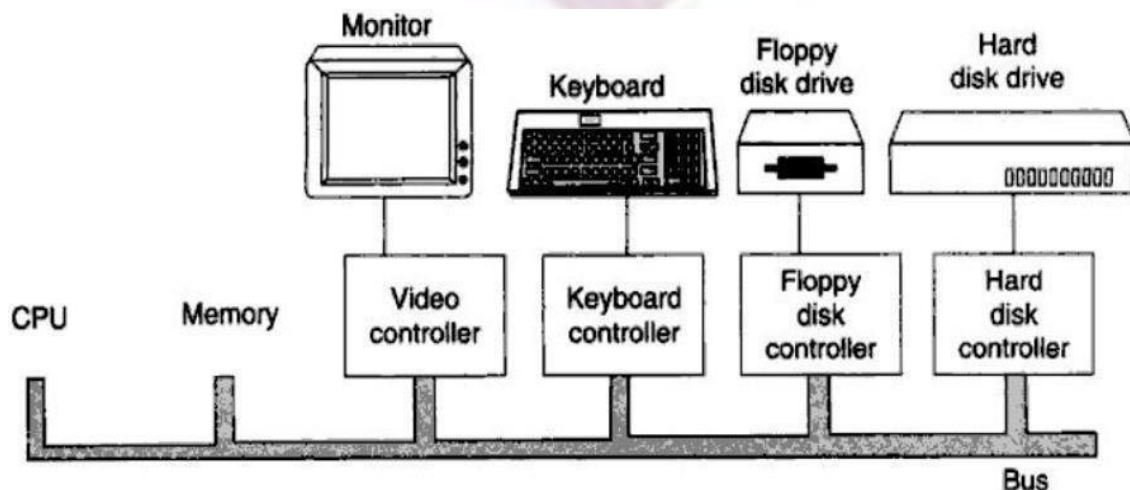 Monitor
Keyboard
Floppy
disk drive
Hard
disk drive
CPU
Memory
Video
controller
Keyboard
controller
Floppy
disk
controller
Hard
disk
controller
Bus